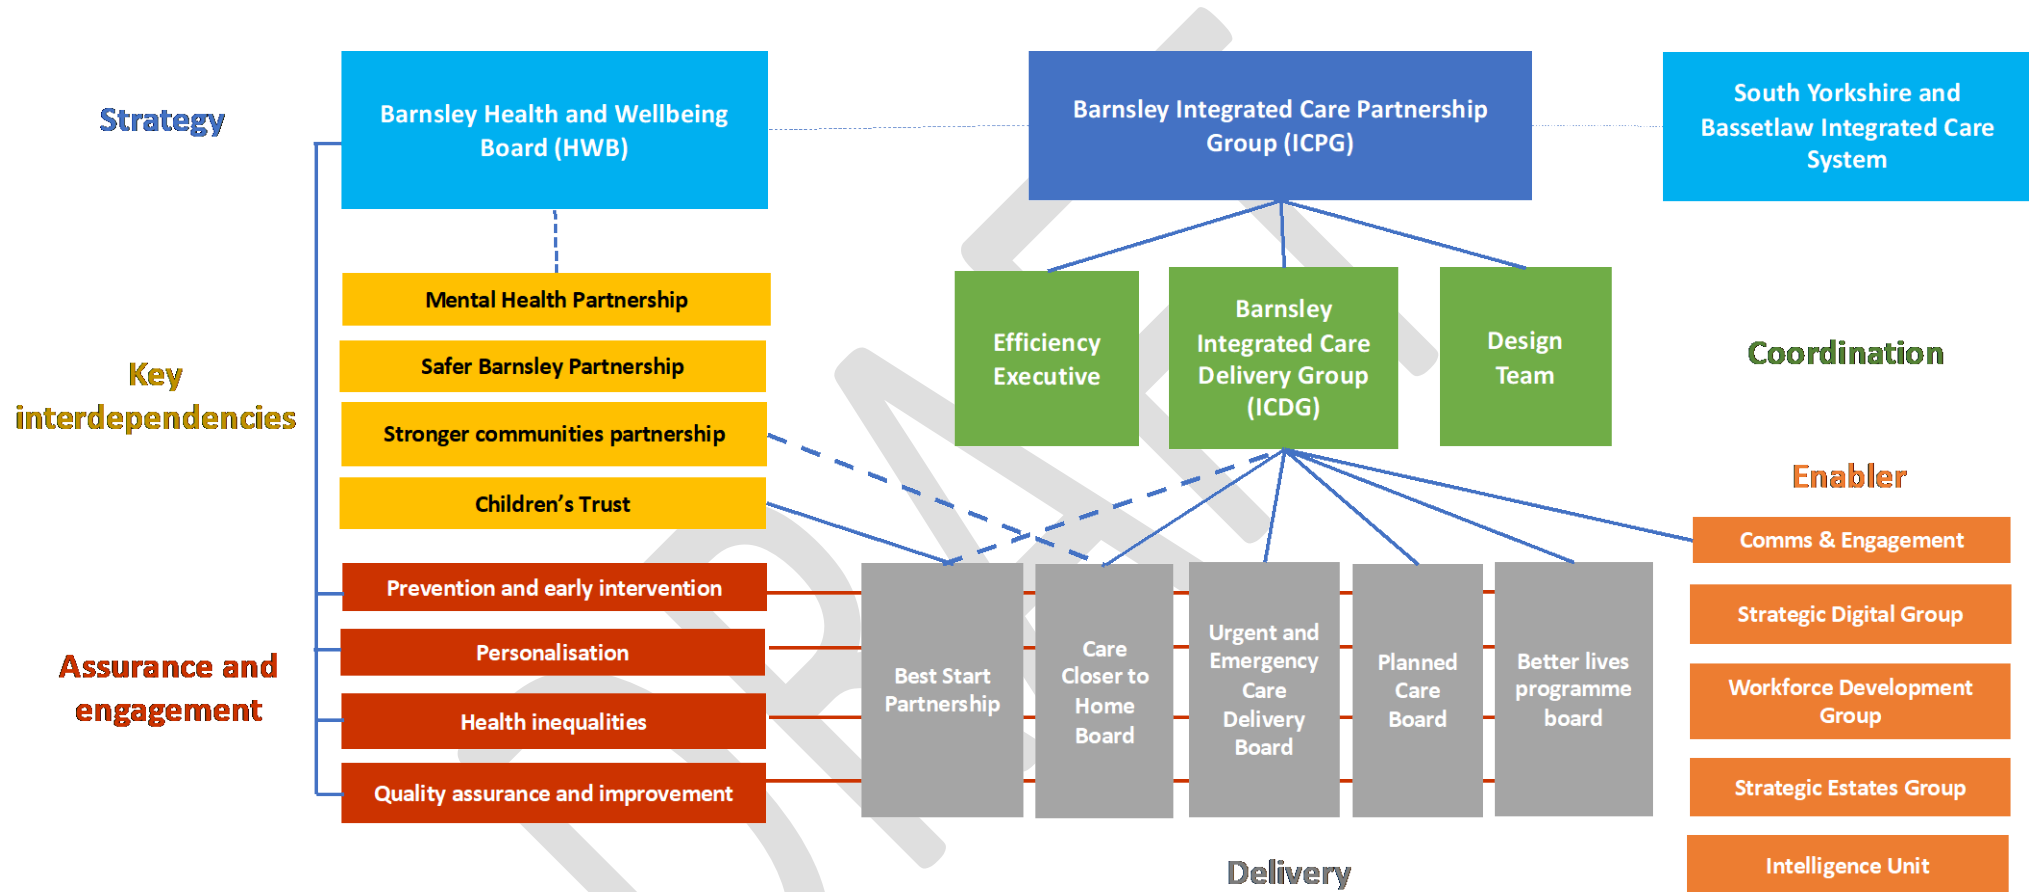 Strategy
Barnsley Health and Wellbeing
Board (HWB)
Barnsley Integrated Care Partnership
Group (ICPG)
South Yorkshire and
Bassetlaw Integrated Care
System
Key
interdependencies
Mental Health Partnership
Safer Barnsley Partnership
Stronger communities partnership
Children’s Trust
Efficiency
Executive
Barnsley
Integrated Care
Delivery Group
(ICDG)
Design
Team
Coordination
Enabler
Comms & Engagement
Strategic Digital Group
Workforce Development
Group
Strategic Estates Group
Intelligence Unit
Assurance and
engagement
Prevention and early intervention
Personalisation
Health inequalities
Quality assurance and improvement
Best Start
Partnership
Care
Closer to
Home
Board
Urgent and
Emergency
Care
Delivery
Board
Planned
Care
Board
Better lives
programme
board
Delivery
DRAFT